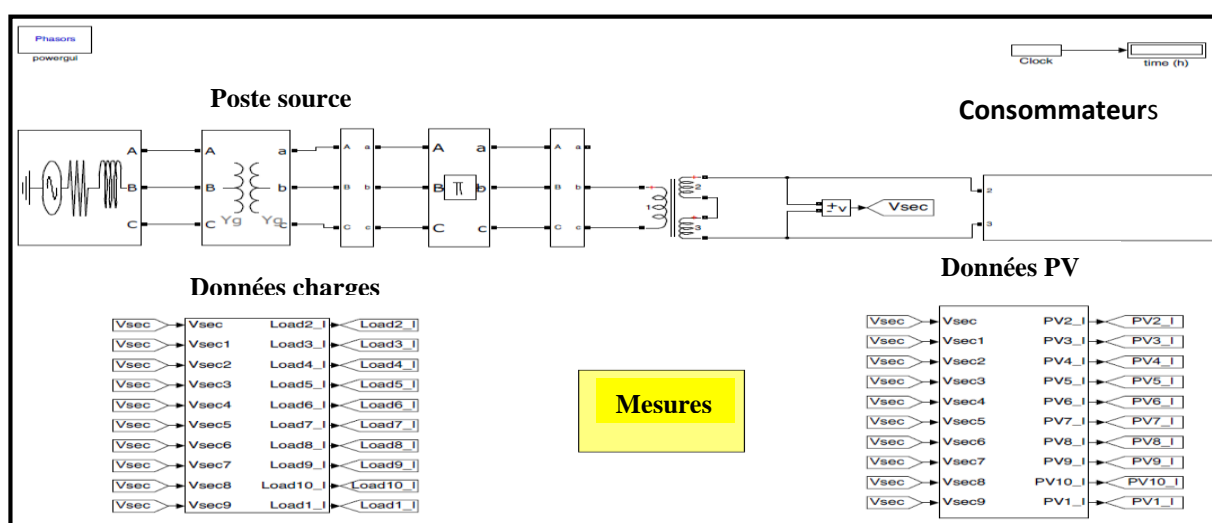 Phasors
powergui
Clock
time (h)
Poste source
Consommateurs
A A a A a A a A a
B B b B b B b B b
C C c C c C c C c
Yg Yg
π
1
2
3
+
-
v
Vsec
2
3
Données charges
Données PV
Vsec Vsec Load2_I Load2_I
Vsec Vsec1 Load3_I Load3_I
Vsec Vsec2 Load4_I Load4_I
Vsec Vsec3 Load5_I Load5_I
Vsec Vsec4 Load6_I Load6_I
Vsec Vsec5 Load7_I Load7_I
Vsec Vsec6 Load8_I Load8_I
Vsec Vsec7 Load9_I Load9_I
Vsec Vsec8 Load10_I Load10_I
Vsec Vsec9 Load1_I Load1_I
Mesures
Vsec Vsec PV2_I PV2_I
Vsec Vsec1 PV3_I PV3_I
Vsec Vsec2 PV4_I PV4_I
Vsec Vsec3 PV5_I PV5_I
Vsec Vsec4 PV6_I PV6_I
Vsec Vsec5 PV7_I PV7_I
Vsec Vsec6 PV8_I PV8_I
Vsec Vsec7 PV9_I PV9_I
Vsec Vsec8 PV10_I PV10_I
Vsec Vsec9 PV1_I PV1_I